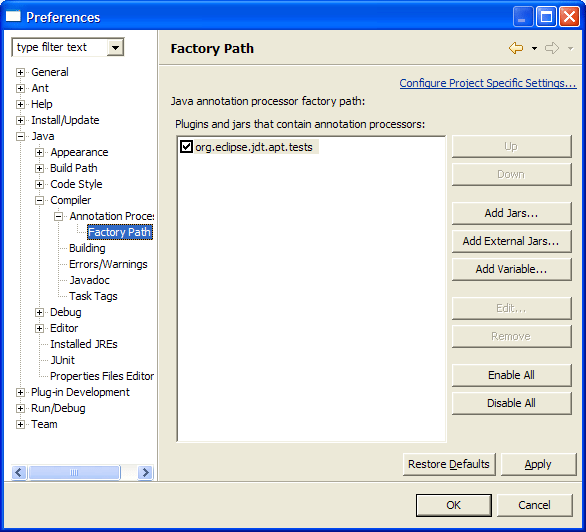 Preferences
type filter text
General
Ant
Help
Install/Update
Java
Appearance
Build Path
Code Style
Compiler
Annotation Proces
Factory Path
Building
Errors/Warnings
Javadoc
Task Tags
Debug
Editor
Installed JREs
JUnit
Properties Files Editor
Plug-in Development
Run/Debug
Team
Factory Path
Configure Project Specific Settings...
Java annotation processor factory path:
Plugins and jars that contain annotation processors:
org.eclipse.jdt.apt.tests
Up
Down
Add Jars...
Add External Jars...
Add Variable...
Edit...
Remove
Enable All
Disable All
Restore Defaults
Apply
OK
Cancel